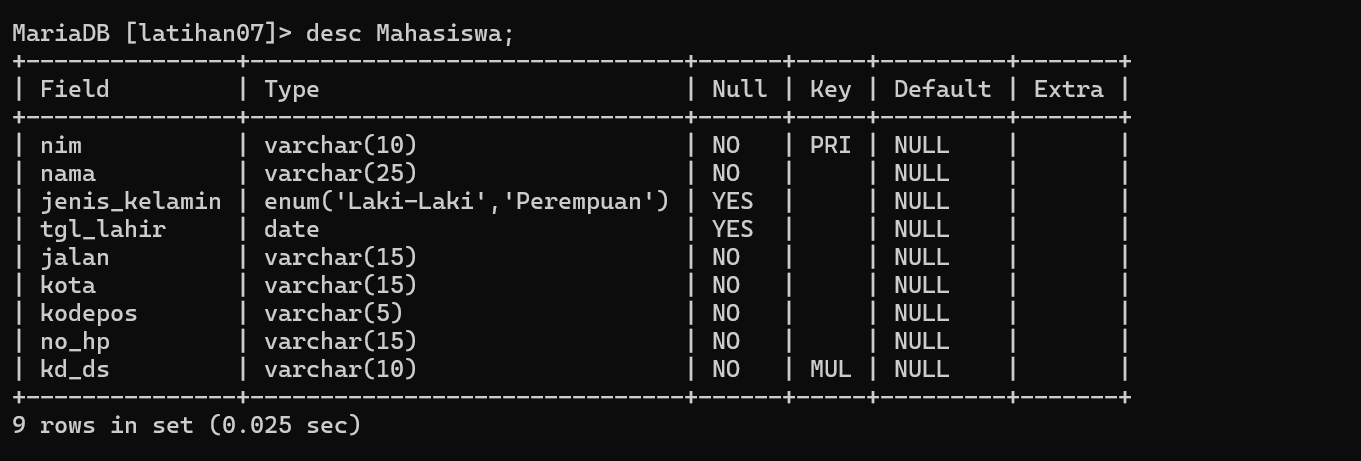 MariaDB [latihan07]> desc Mahasiswa;
+---------------+-------------------------------+------+-----+---------+-------+
| Field         | Type                          | Null | Key | Default | Extra |
+---------------+-------------------------------+------+-----+---------+-------+
| nim           | varchar(10)                   | NO   | PRI | NULL    |       |
| nama          | varchar(25)                   | NO   |     | NULL    |       |
| jenis_kelamin | enum('Laki-Laki','Perempuan') | YES  |     | NULL    |       |
| tgl_lahir     | date                          | YES  |     | NULL    |       |
| jalan         | varchar(15)                   | NO   |     | NULL    |       |
| kota          | varchar(15)                   | NO   |     | NULL    |       |
| kodepos       | varchar(5)                    | NO   |     | NULL    |       |
| no_hp         | varchar(15)                   | NO   |     | NULL    |       |
| kd_ds         | varchar(10)                   | NO   | MUL | NULL    |       |
+---------------+-------------------------------+------+-----+---------+-------+
9 rows in set (0.025 sec)